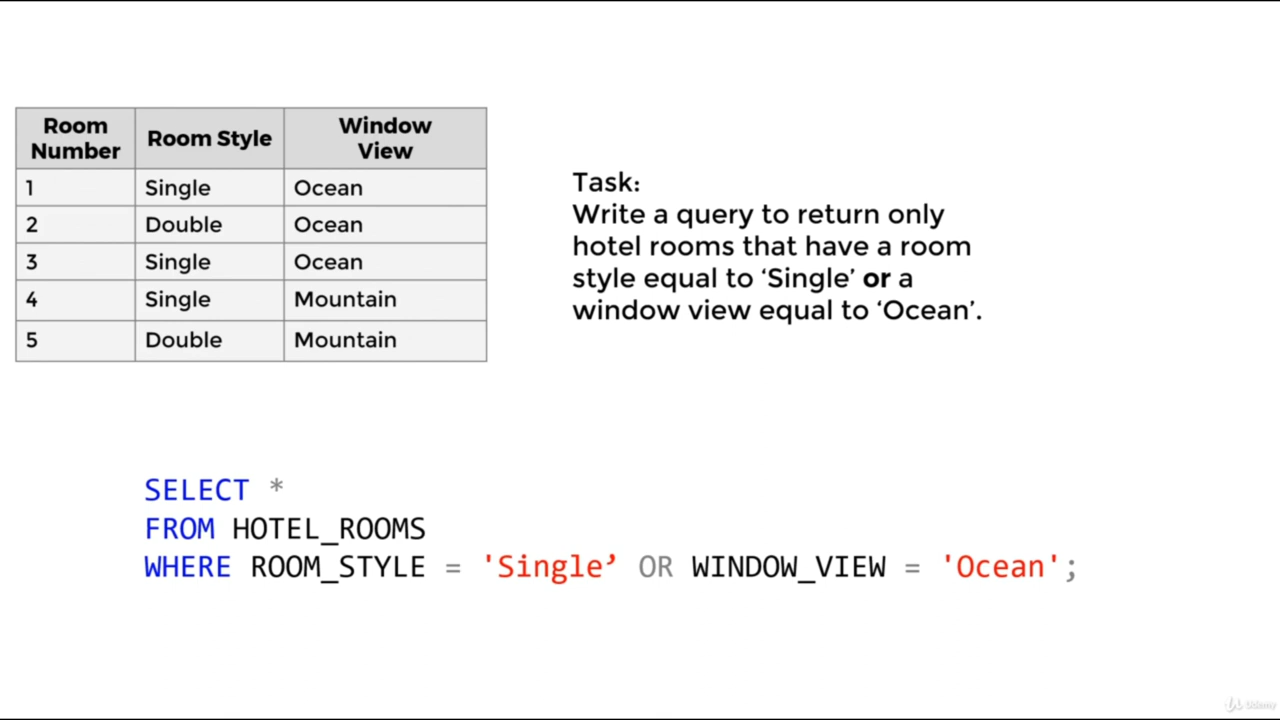 Room Number
Room Style
Window View
1 Single Ocean
2 Double Ocean
3 Single Ocean
4 Single Mountain
5 Double Mountain
Task:
Write a query to return only
hotel rooms that have a room
style equal to ‘Single’ or a
window view equal to ‘Ocean’.
SELECT *
FROM HOTEL_ROOMS
WHERE ROOM_STYLE = 'Single’ OR WINDOW_VIEW = 'Ocean';
Udemy